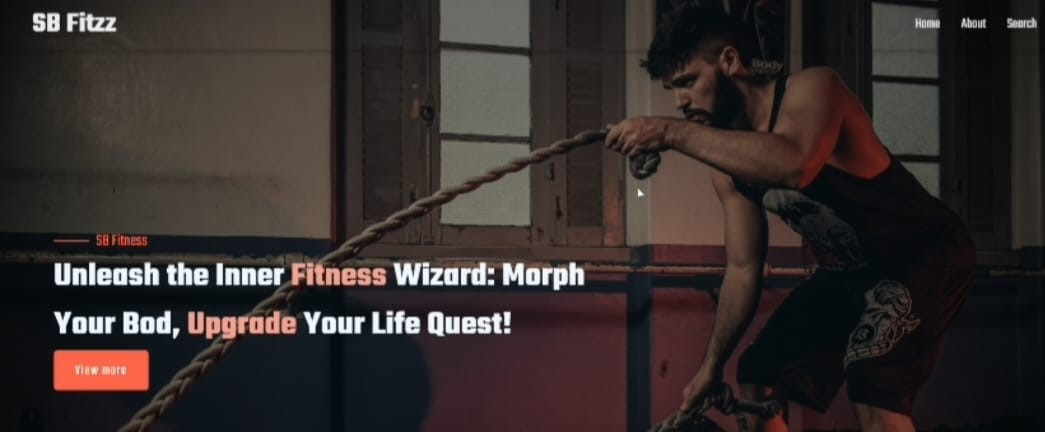 SB Fitzz
Home About Search
Body
SB Fitness
Unleash the Inner Fitness Wizard: Morph
Your Bod, Upgrade Your Life Quest!
View more